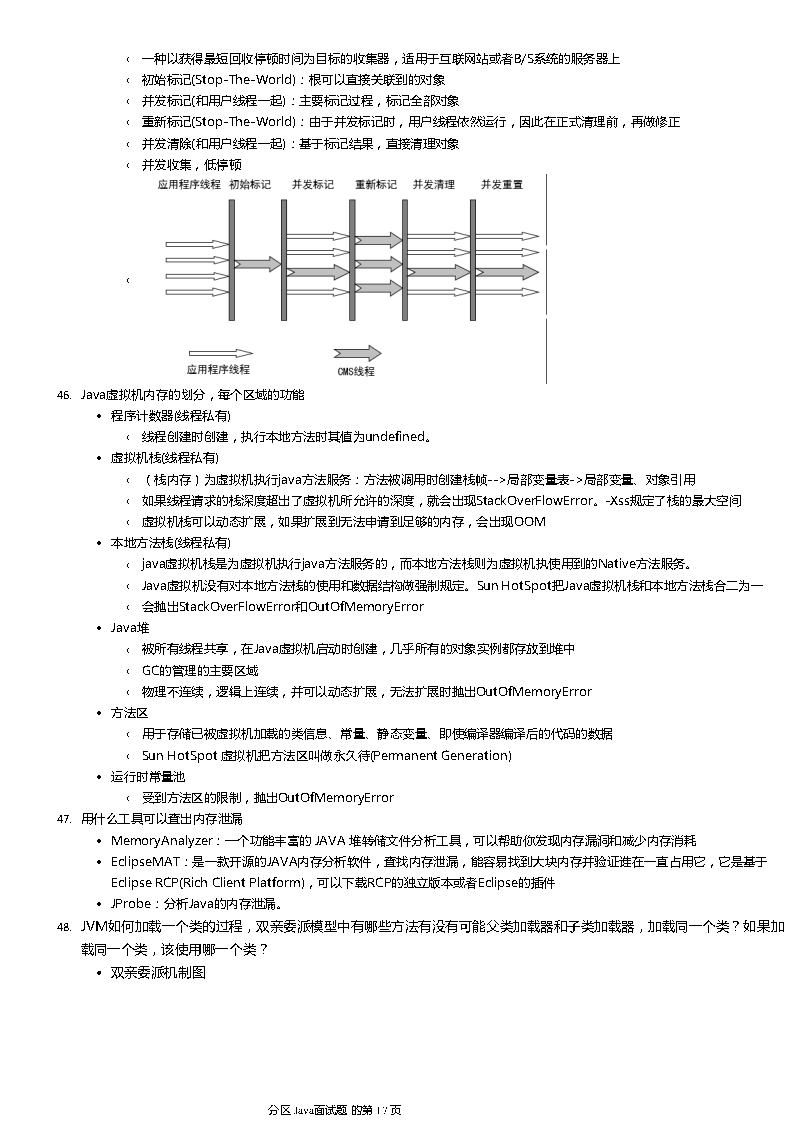 ‹ 一种以获得最短回收停顿时间为目标的收集器，适用于互联网站或者B/S系统的服务器上
‹ 初始标记(Stop-The-World)：根可以直接关联到的对象
‹ 并发标记(和用户线程一起)：主要标记过程，标记全部对象
‹ 重新标记(Stop-The-World)：由于并发标记时，用户线程依然运行，因此在正式清理前，再做修正
‹ 并发清除(和用户线程一起)：基于标记结果，直接清理对象
‹ 并发收集，低停顿
应用程序线程 初始标记 并发标记 重新标记 并发清理 并发重置
‹
应用程序线程 CMS线程
46. Java虚拟机内存的划分，每个区域的功能
• 程序计数器(线程私有)
‹ 线程创建时创建，执行本地方法时其值为undefined。
• 虚拟机栈(线程私有)
‹ （栈内存）为虚拟机执行java方法服务：方法被调用时创建栈帧-->局部变量表->局部变量、对象引用
‹ 如果线程请求的栈深度超出了虚拟机所允许的深度，就会出现StackOverFlowError。-Xss规定了栈的最大空间
‹ 虚拟机栈可以动态扩展，如果扩展到无法申请到足够的内存，会出现OOM
• 本地方法栈(线程私有)
‹ java虚拟机栈是为虚拟机执行java方法服务的，而本地方法栈则为虚拟机执使用到的Native方法服务。
‹ Java虚拟机没有对本地方法栈的使用和数据结构做强制规定。Sun HotSpot把Java虚拟机栈和本地方法栈合二为一
‹ 会抛出StackOverFlowError和OutOfMemoryError
• Java堆
‹ 被所有线程共享，在Java虚拟机启动时创建，几乎所有的对象实例都存放到堆中
‹ GC的管理的主要区域
‹ 物理不连续，逻辑上连续，并可以动态扩展，无法扩展时抛出OutOfMemoryError
• 方法区
‹ 用于存储已被虚拟机加载的类信息、常量、静态变量、即使编译器编译后的代码的数据
‹ Sun HotSpot 虚拟机把方法区叫做永久待(Permanent Generation)
• 运行时常量池
‹ 受到方法区的限制，抛出OutOfMemoryError
47. 用什么工具可以查出内存泄漏
• MemoryAnalyzer：一个功能丰富的 JAVA 堆转储文件分析工具，可以帮助你发现内存漏洞和减少内存消耗
• EclipseMAT：是一款开源的JAVA内存分析软件，查找内存泄漏，能容易找到大块内存并验证谁在一直占用它，它是基于
Eclipse RCP(Rich Client Platform)，可以下载RCP的独立版本或者Eclipse的插件
• JProbe：分析Java的内存泄漏。
48. JVM如何加载一个类的过程，双亲委派模型中有哪些方法有没有可能父类加载器和子类加载器，加载同一个类？如果加
载同一个类，该使用哪一个类？
• 双亲委派机制图
分区 Java面试题 的第 17 页